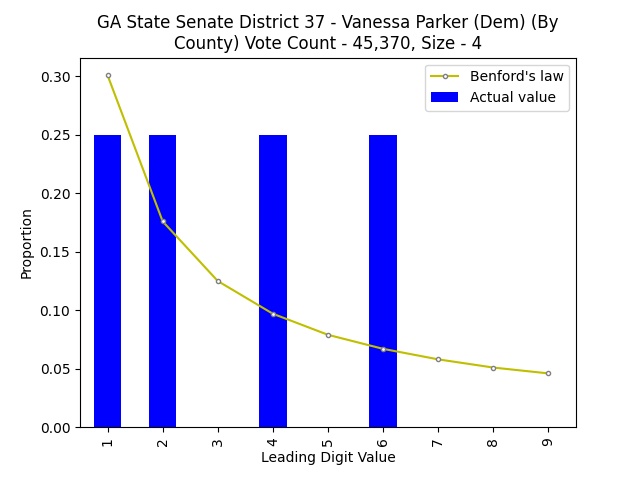 GA State Senate District 37 - Vanessa Parker (Dem) (By
County) Vote Count - 45,370, Size - 4
Benford's law
Actual value
0.30
0.25
0.20
0.15
0.10
0.05
0.00
Proportion
1 2 3 4 5 6 7 8 9
Leading Digit Value